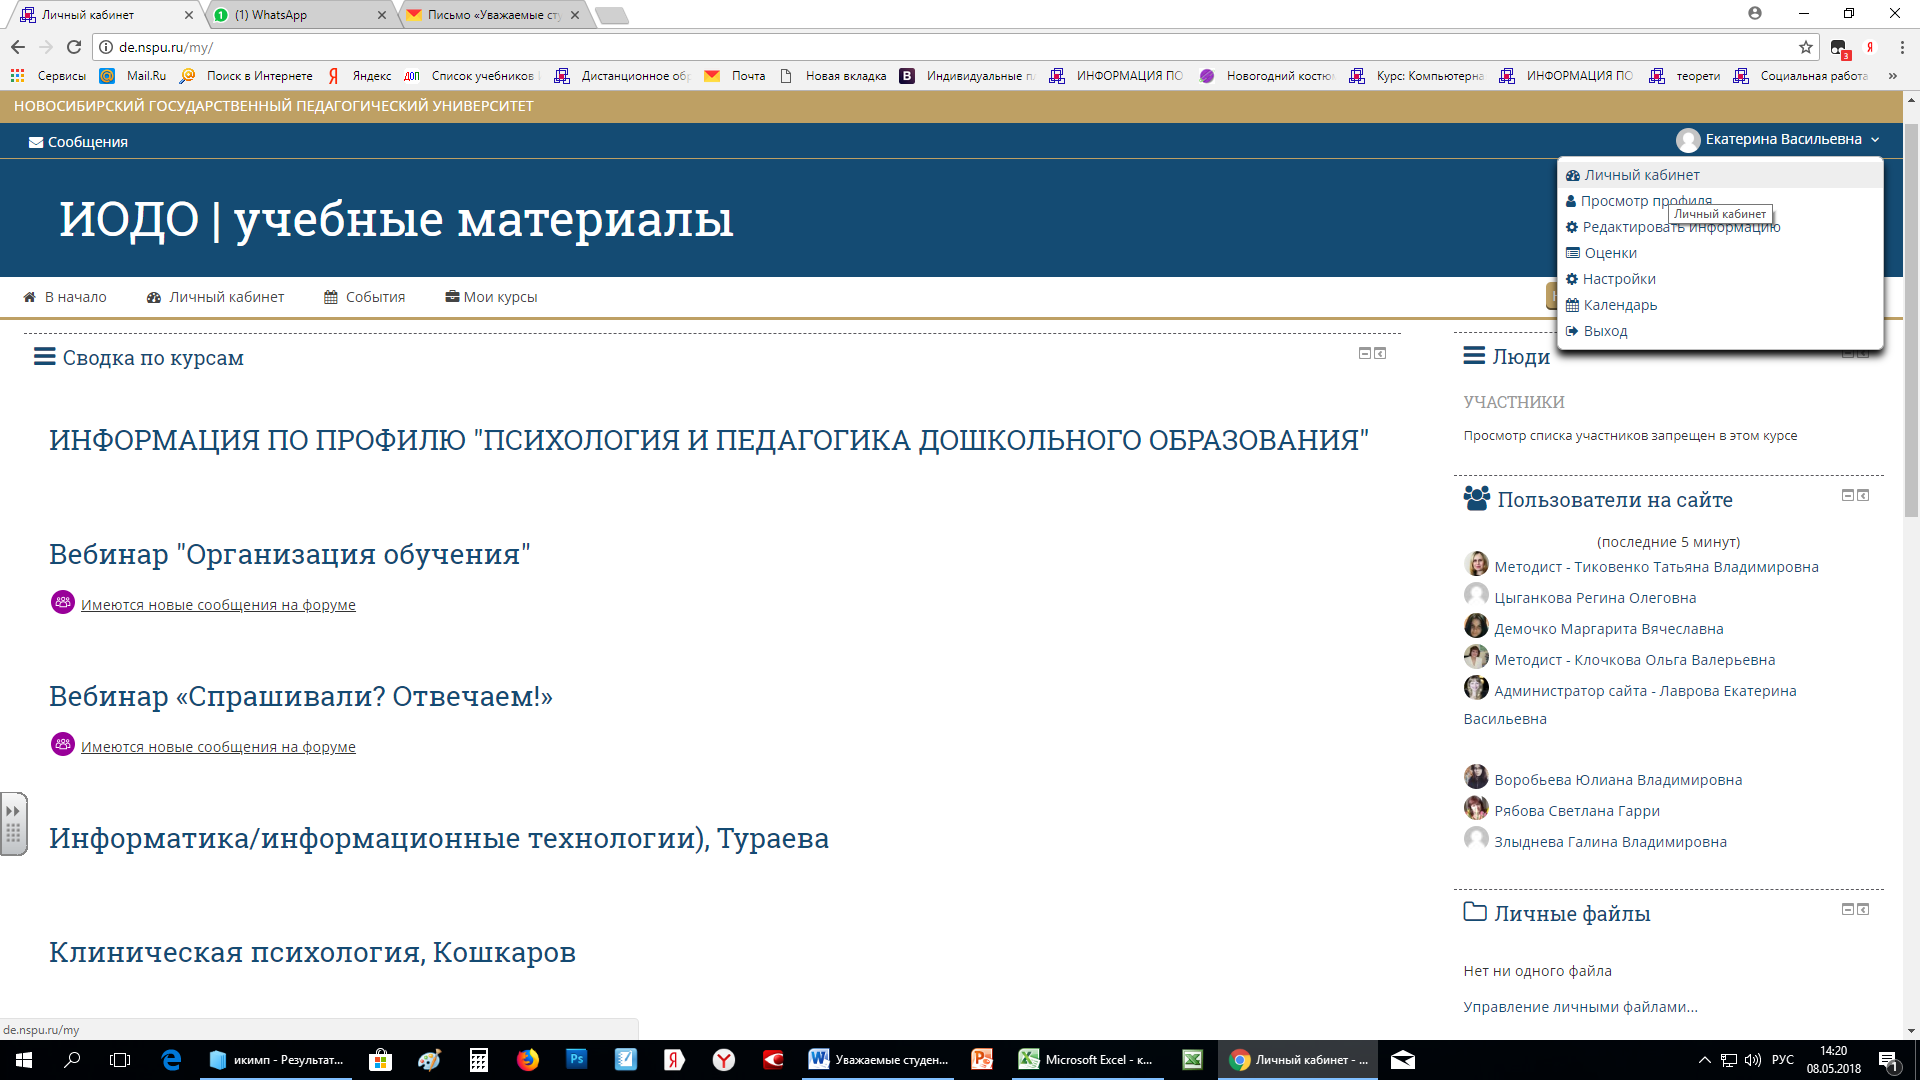 Личный кабинет
(1) WhatsApp
Письмо «Уважаемые сту
de.nspu.ru/my/
3
Сервисы
Mail.Ru
Поиск в Интернете
Яндекс
Список учебников
Дистанционное об
Почта
Новая вкладка
Индивидуальные п
ИНФОРМАЦИЯ ПО
Новогодний костю
Курс: Компьютерна
ИНФОРМАЦИЯ ПО
теорети
Социальная работа
НОВОСИБИРСКИЙ ГОСУДАРСТВЕННЫЙ ПЕДАГОГИЧЕСКИЙ УНИВЕРСИТЕТ
Сообщения
Екатерина Васильевна
Личный кабинет
Просмотр профиля
Личный кабинет
Редактировать информацию
Оценки
Настройки
Календарь
Выход
ИОДО | учебные материалы
В начало
Личный кабинет
События
Мои курсы
Сводка по курсам
ИНФОРМАЦИЯ ПО ПРОФИЛЮ "ПСИХОЛОГИЯ И ПЕДАГОГИКА ДОШКОЛЬНОГО ОБРАЗОВАНИЯ"
Вебинар "Организация обучения"
Имеются новые сообщения на форуме
Вебинар «Спрашивали? Отвечаем!»
Имеются новые сообщения на форуме
Информатика/информационные технологии), Тураева
Клиническая психология, Кошкаров
Люди
УЧАСТНИКИ
Просмотр списка участников запрещен в этом курсе
Пользователи на сайте
(последние 5 минут)
Методист - Тиковенко Татьяна Владимировна
Цыганкова Регина Олеговна
Демочко Маргарита Вячеславна
Методист - Клочкова Ольга Валерьевна
Администратор сайта - Лаврова Екатерина
Васильевна
Воробьева Юлиана Владимировна
Рябова Светлана Гарри
Злыднева Галина Владимировна
Личные файлы
Нет ни одного файла
Управление личными файлами...
de.nspu.ru/my
икимп - Результат...
Уважаемые студен...
Microsoft Excel - к...
Личный кабинет - ...
РУС
14:20
08.05.2018
1